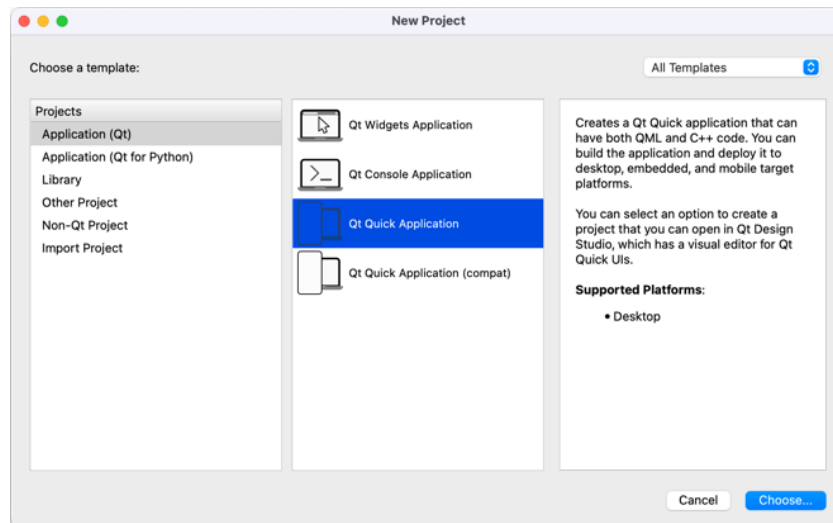 New Project
Choose a template:
All Templates
Projects
Application (Qt)
Application (Qt for Python)
Library
Other Project
Non-Qt Project
Import Project
Qt Widgets Application
Qt Console Application
Qt Quick Application
Qt Quick Application (compat)
Creates a Qt Quick application that can
have both QML and C++ code. You can
build the application and deploy it to
desktop, embedded, and mobile target
platforms.
You can select an option to create a
project that you can open in Qt Design
Studio, which has a visual editor for Qt
Quick UIs.
Supported Platforms:
• Desktop
Cancel
Choose...